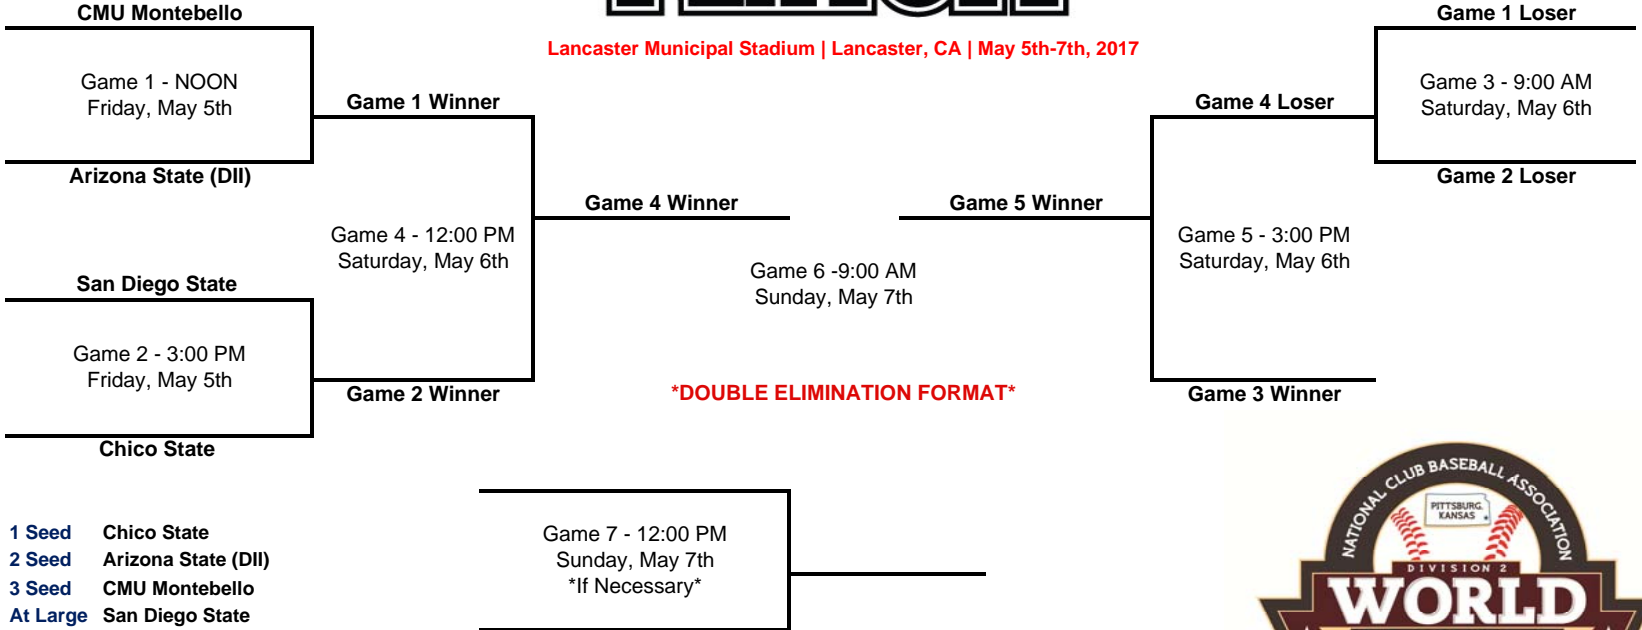 CMU Montebello
Game 1 Loser
Lancaster Municipal Stadium | Lancaster, CA | May 5th-7th, 2017
Game 1 - NOON
Friday, May 5th
Game 3 - 9:00 AM
Saturday, May 6th
Game 1 Winner
Game 4 Loser
Arizona State (DII)
Game 2 Loser
Game 4 Winner
Game 5 Winner
Game 4 - 12:00 PM
Saturday, May 6th
Game 5 - 3:00 PM
Saturday, May 6th
Game 6 -9:00 AM
Sunday, May 7th
San Diego State
Game 2 - 3:00 PM
Friday, May 5th
Game 2 Winner
*DOUBLE ELIMINATION FORMAT*
Game 3 Winner
Chico State
Game 7 - 12:00 PM
Sunday, May 7th
*If Necessary*
1 Seed Chico State
2 Seed Arizona State (DII)
3 Seed CMU Montebello
At Large San Diego State
NATIONAL CLUB BASEBALL ASSOCIATION
PITTSBURG,
KANSAS
DIVISION 2
WORLD